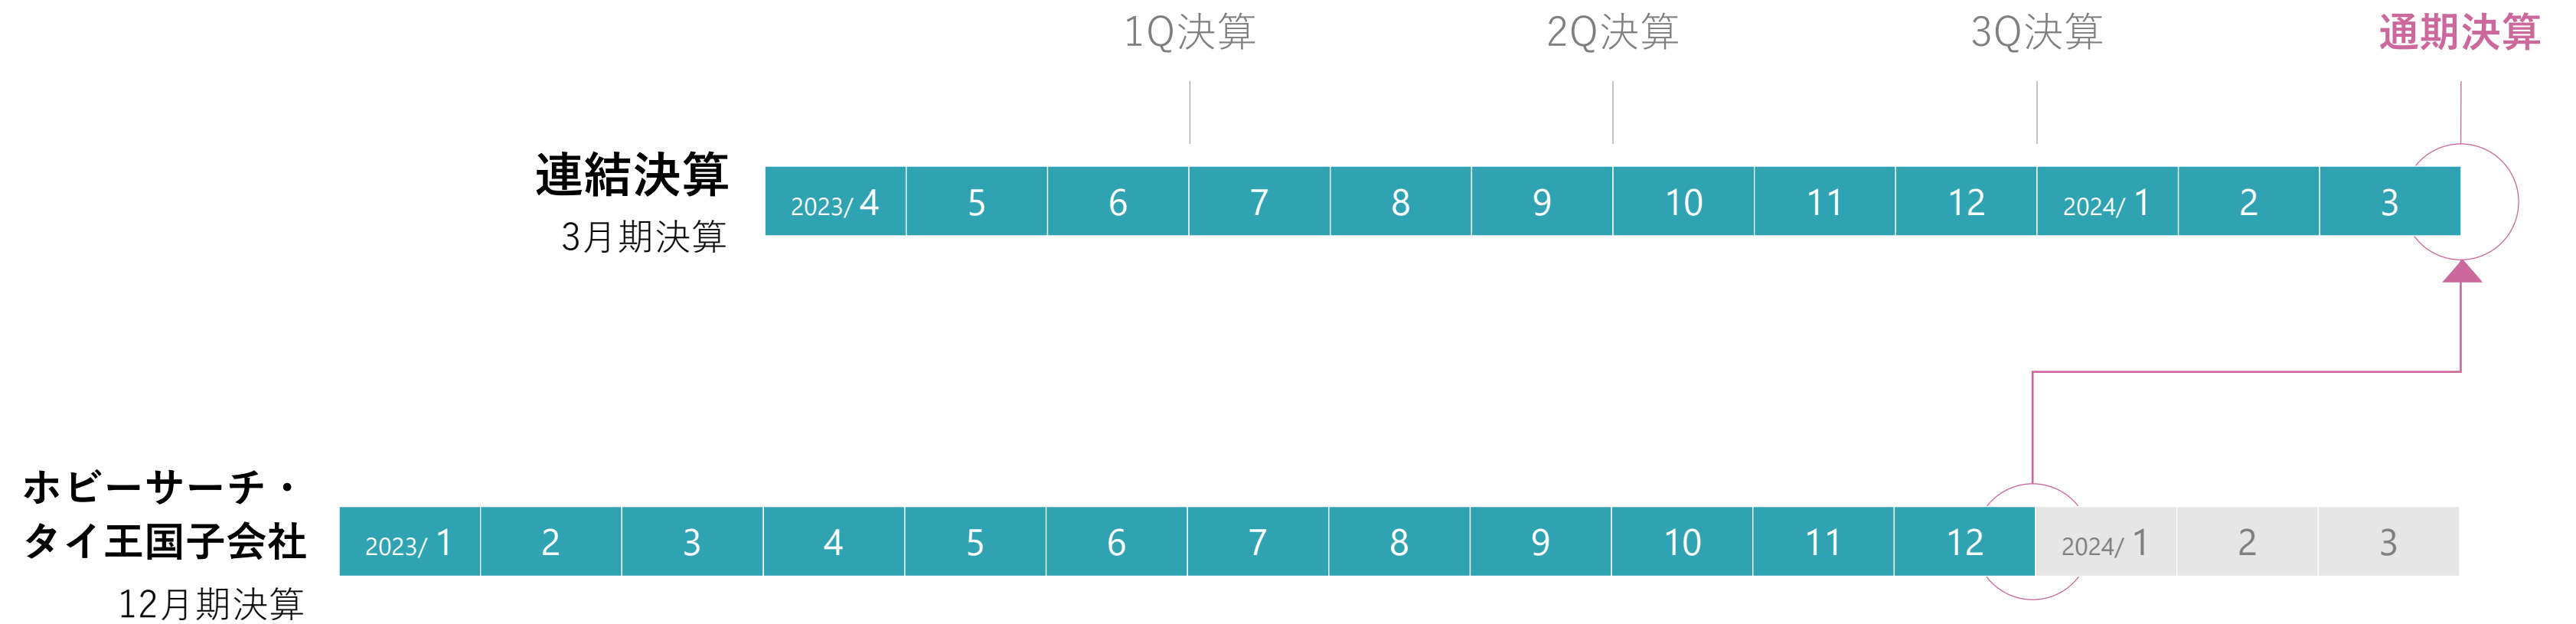 1Q決算 2Q決算 3Q決算 通期決算
連結決算
3月期決算
2023/ 4 5 6 7 8 9 10 11 12 2024/ 1 2 3
ホビーサーチ・
タイ王国子会社
12月期決算
2023/ 1 2 3 4 5 6 7 8 9 10 11 12 2024/ 1 2 3